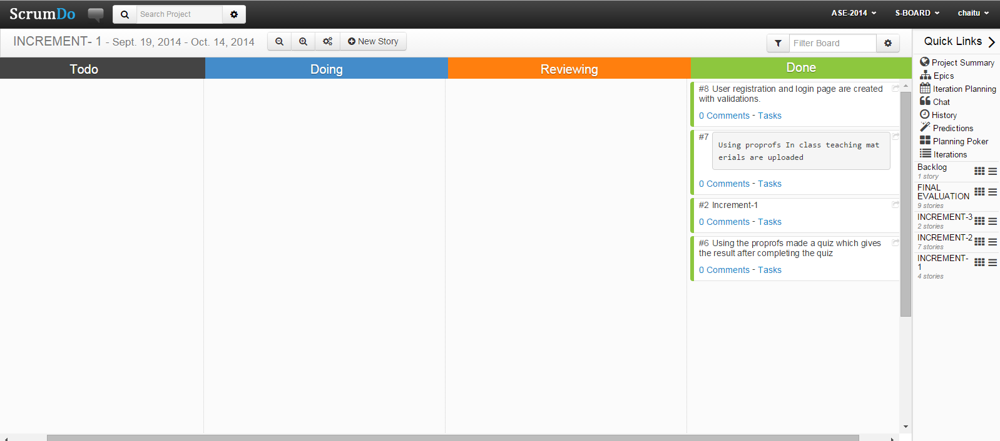 ScrumDo
Search Project
ASE-2014
S-BOARD
chaitu
INCREMENT- 1 - Sept. 19, 2014 - Oct. 14, 2014
New Story
Filter Board
Quick Links
Todo
Doing
Reviewing
Done
#8 User registration and login page are created
with validations.
0 Comments - Tasks
#7
Using proprofs In class teaching mat
erials are uploaded
0 Comments - Tasks
#2 Increment-1
0 Comments - Tasks
#6 Using the proprofs made a quiz which gives
the result after completing the quiz
0 Comments - Tasks
Project Summary
Epics
Iteration Planning
Chat
History
Predictions
Planning Poker
Iterations
Backlog
1 story
FINAL
EVALUATION
9 stories
INCREMENT-3
2 stories
INCREMENT-2
7 stories
INCREMENT-
1
4 stories